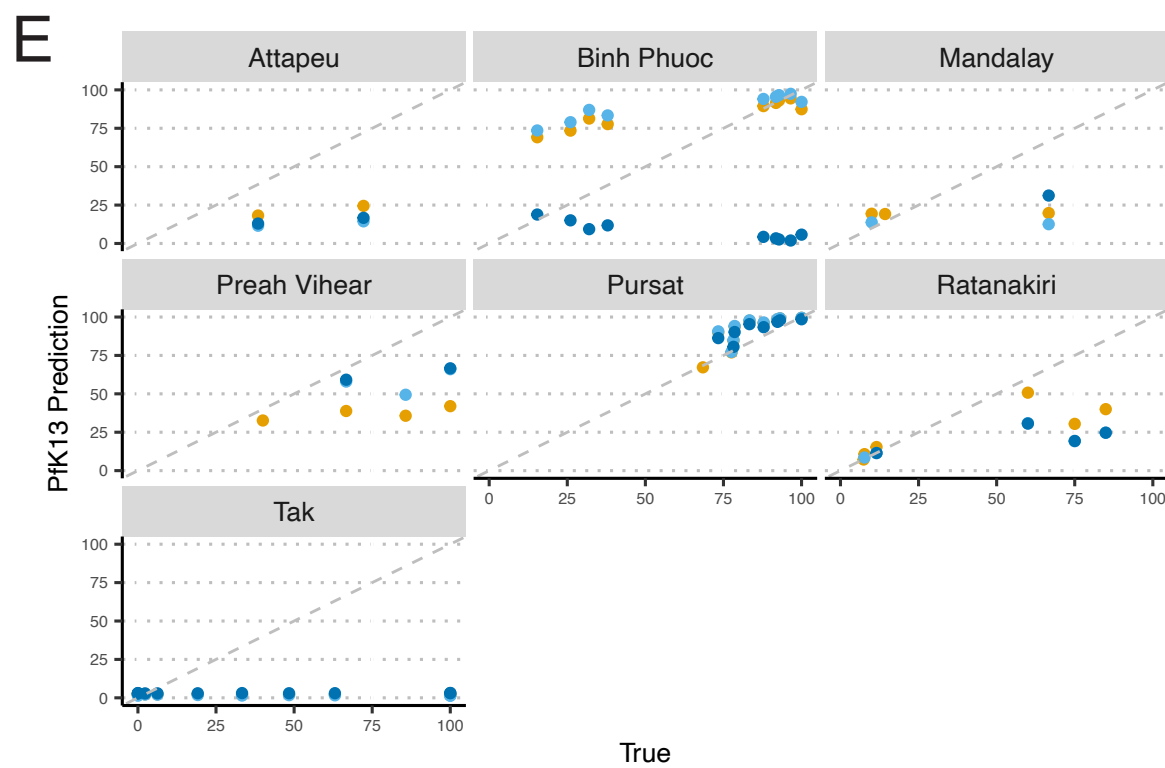 E
Attapeu Binh Phuoc Mandalay
100
75
50
25
0
Preah Vihear Pursat Ratanakiri
PfK13 Prediction
100
75
50
25
0
0 25 50 75 100 0 25 50 75 100
Tak
100
75
50
25
0
0 25 50 75 100
True